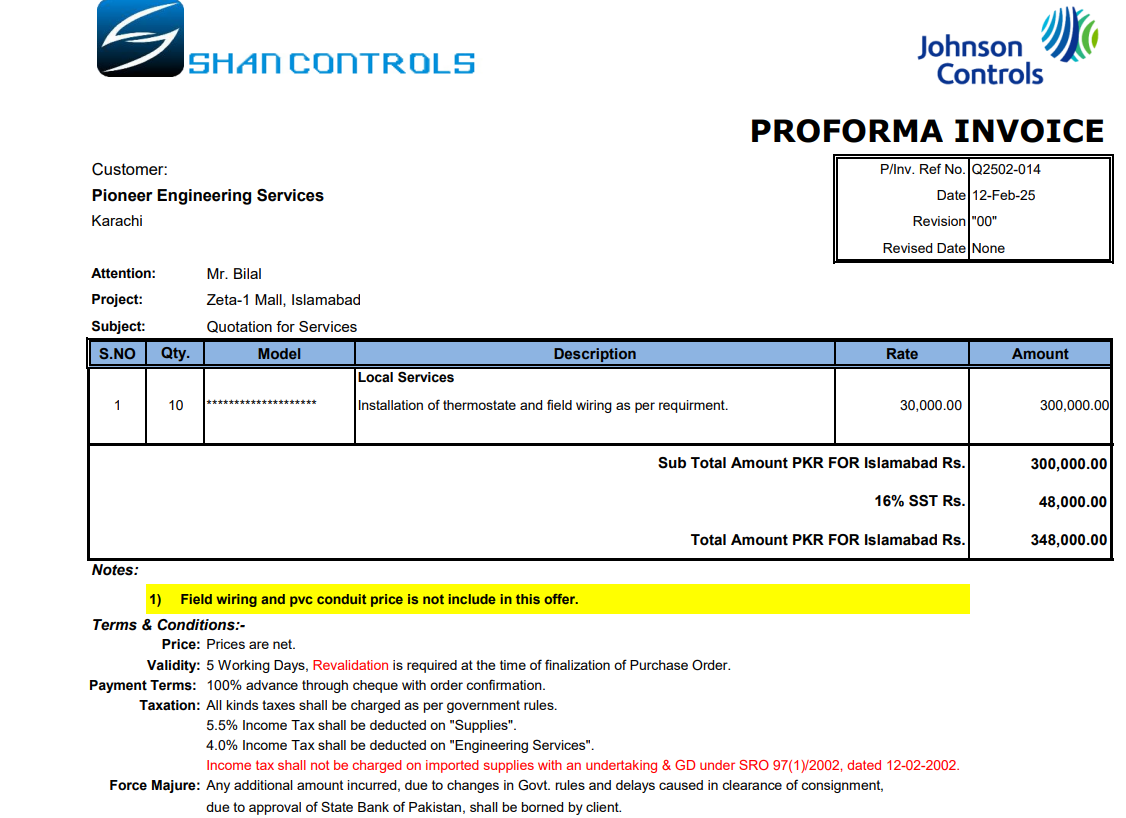 SHAN CONTROLS
Johnson
Controls
PROFORMA INVOICE
Customer:
Pioneer Engineering Services
Karachi
P/Inv. Ref No. Q2502-014
Date 12-Feb-25
Revision "00"
Revised Date None
Attention: Mr. Bilal
Project: Zeta-1 Mall, Islamabad
Subject: Quotation for Services
S.NO Qty. Model Description Rate Amount
Local Services
1 10 ******************** Installation of thermostate and field wiring as per requirment. 30,000.00 300,000.00
Sub Total Amount PKR FOR Islamabad Rs. 300,000.00
16% SST Rs. 48,000.00
Total Amount PKR FOR Islamabad Rs. 348,000.00
Notes:
1) Field wiring and pvc conduit price is not include in this offer.
Terms & Conditions:-
Price: Prices are net.
Validity: 5 Working Days, Revalidation is required at the time of finalization of Purchase Order.
Payment Terms: 100% advance through cheque with order confirmation.
Taxation: All kinds taxes shall be charged as per government rules.
5.5% Income Tax shall be deducted on "Supplies".
4.0% Income Tax shall be deducted on "Engineering Services".
Income tax shall not be charged on imported supplies with an undertaking & GD under SRO 97(1)/2002, dated 12-02-2002.
Force Majure: Any additional amount incurred, due to changes in Govt. rules and delays caused in clearance of consignment,
due to approval of State Bank of Pakistan, shall be borned by client.